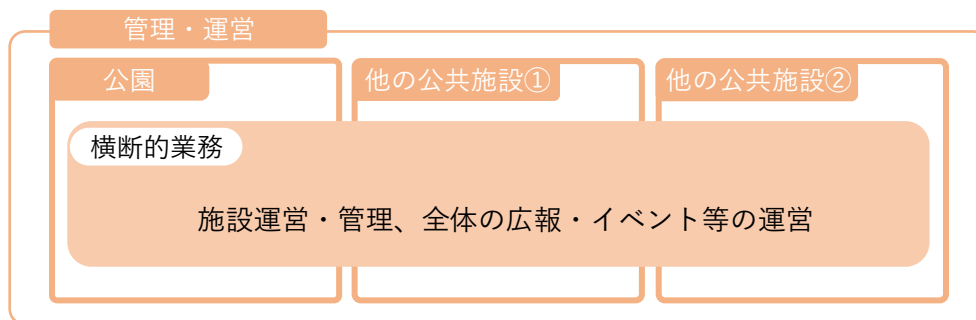 管理・運営
公園
他の公共施設①
他の公共施設②
横断的業務
施設運営・管理、全体の広報・イベント等の運営